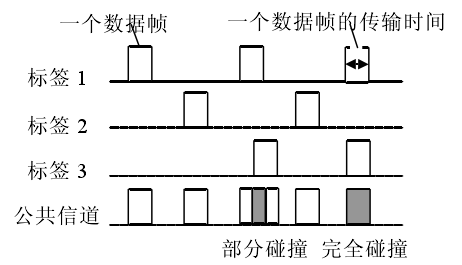 一个数据帧
一个数据帧的传输时间
标签 1
标签 2
标签 3
公共信道
部分碰撞
完全碰撞